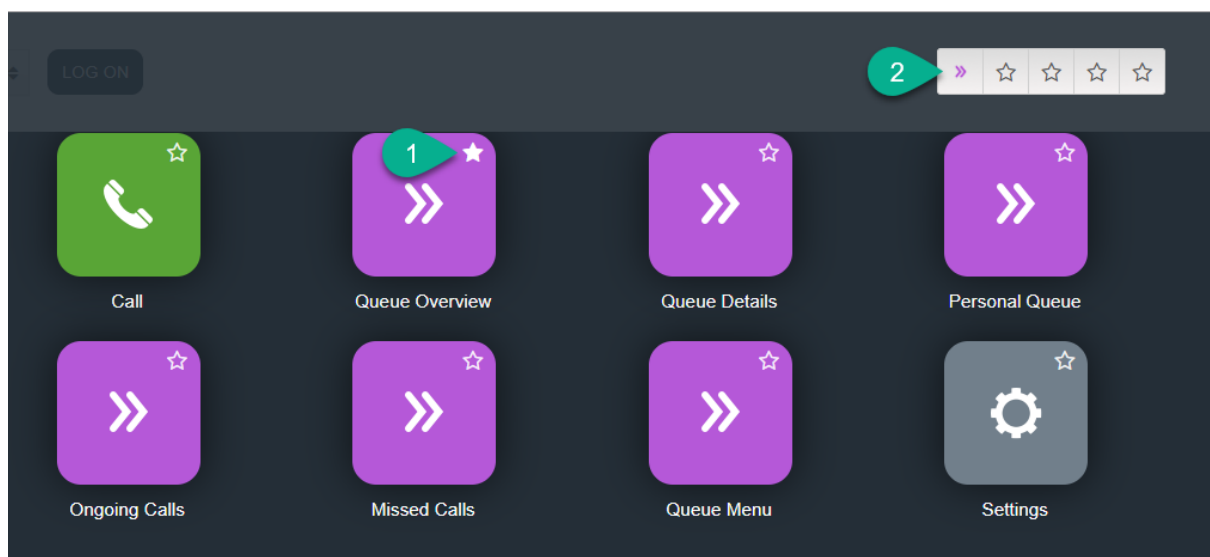 LOG ON
2
1
Call
Queue Overview
Queue Details
Personal Queue
Ongoing Calls
Missed Calls
Queue Menu
Settings